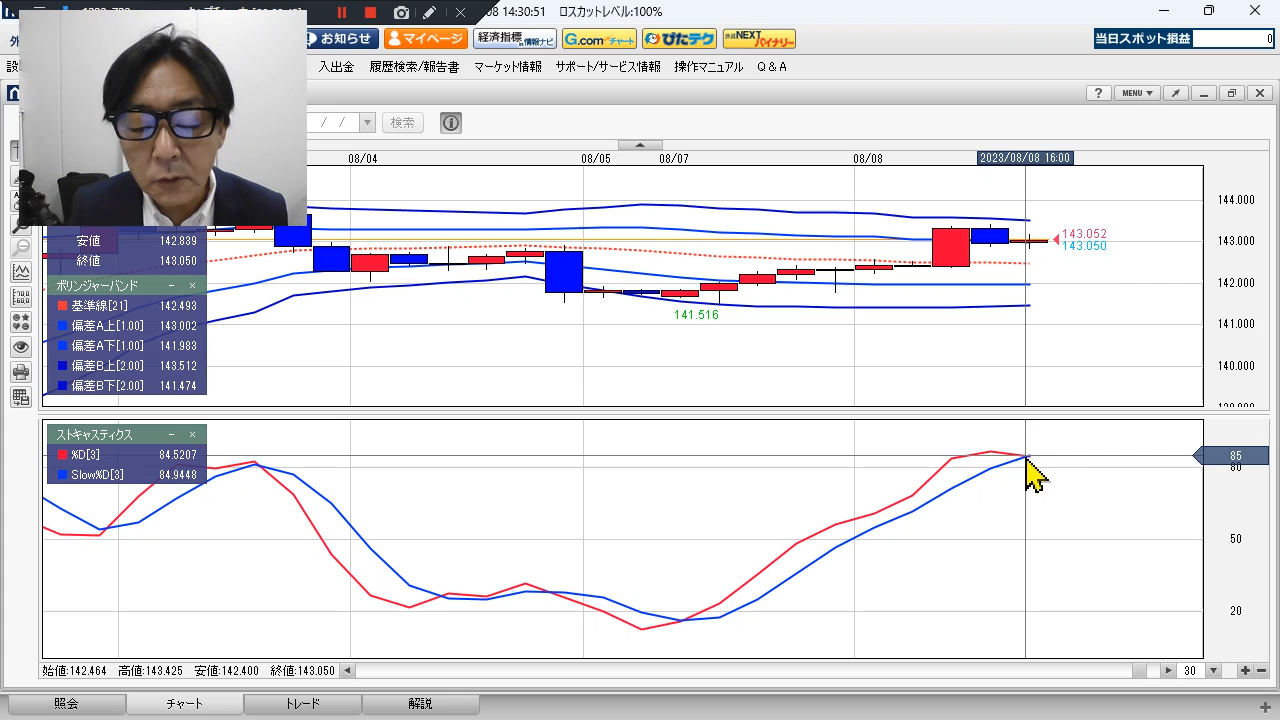 08 14:30:51 ロスカットレベル:100%
お知らせ
マイページ
経済指標
情報ナビ
G.com チャート
ぴたテク
外貨NEXT
バイナリー
当日スポット損益 0
入出金 履歴検索/報告書 マーケット情報 サポート/サービス情報 操作マニュアル Q&A
? MENU
/ / 検索
08/04 08/05 08/07 08/08 2023/08/08 16:00
144.000
143.000
142.000
141.000
140.000
143.052
143.050
141.516
安値 142.839
終値 143.050
ボリンジャーバンド － ×
基準線[21] 142.493
偏差A上[1.00] 143.002
偏差A下[1.00] 141.983
偏差B上[2.00] 143.512
偏差B下[2.00] 141.474
ストキャスティクス － ×
%D[3] 84.5207
Slow%D[3] 84.9448
85
80
50
20
始値:142.464 高値:143.425 安値:142.400 終値:143.050
30
照会 チャート トレード 解説